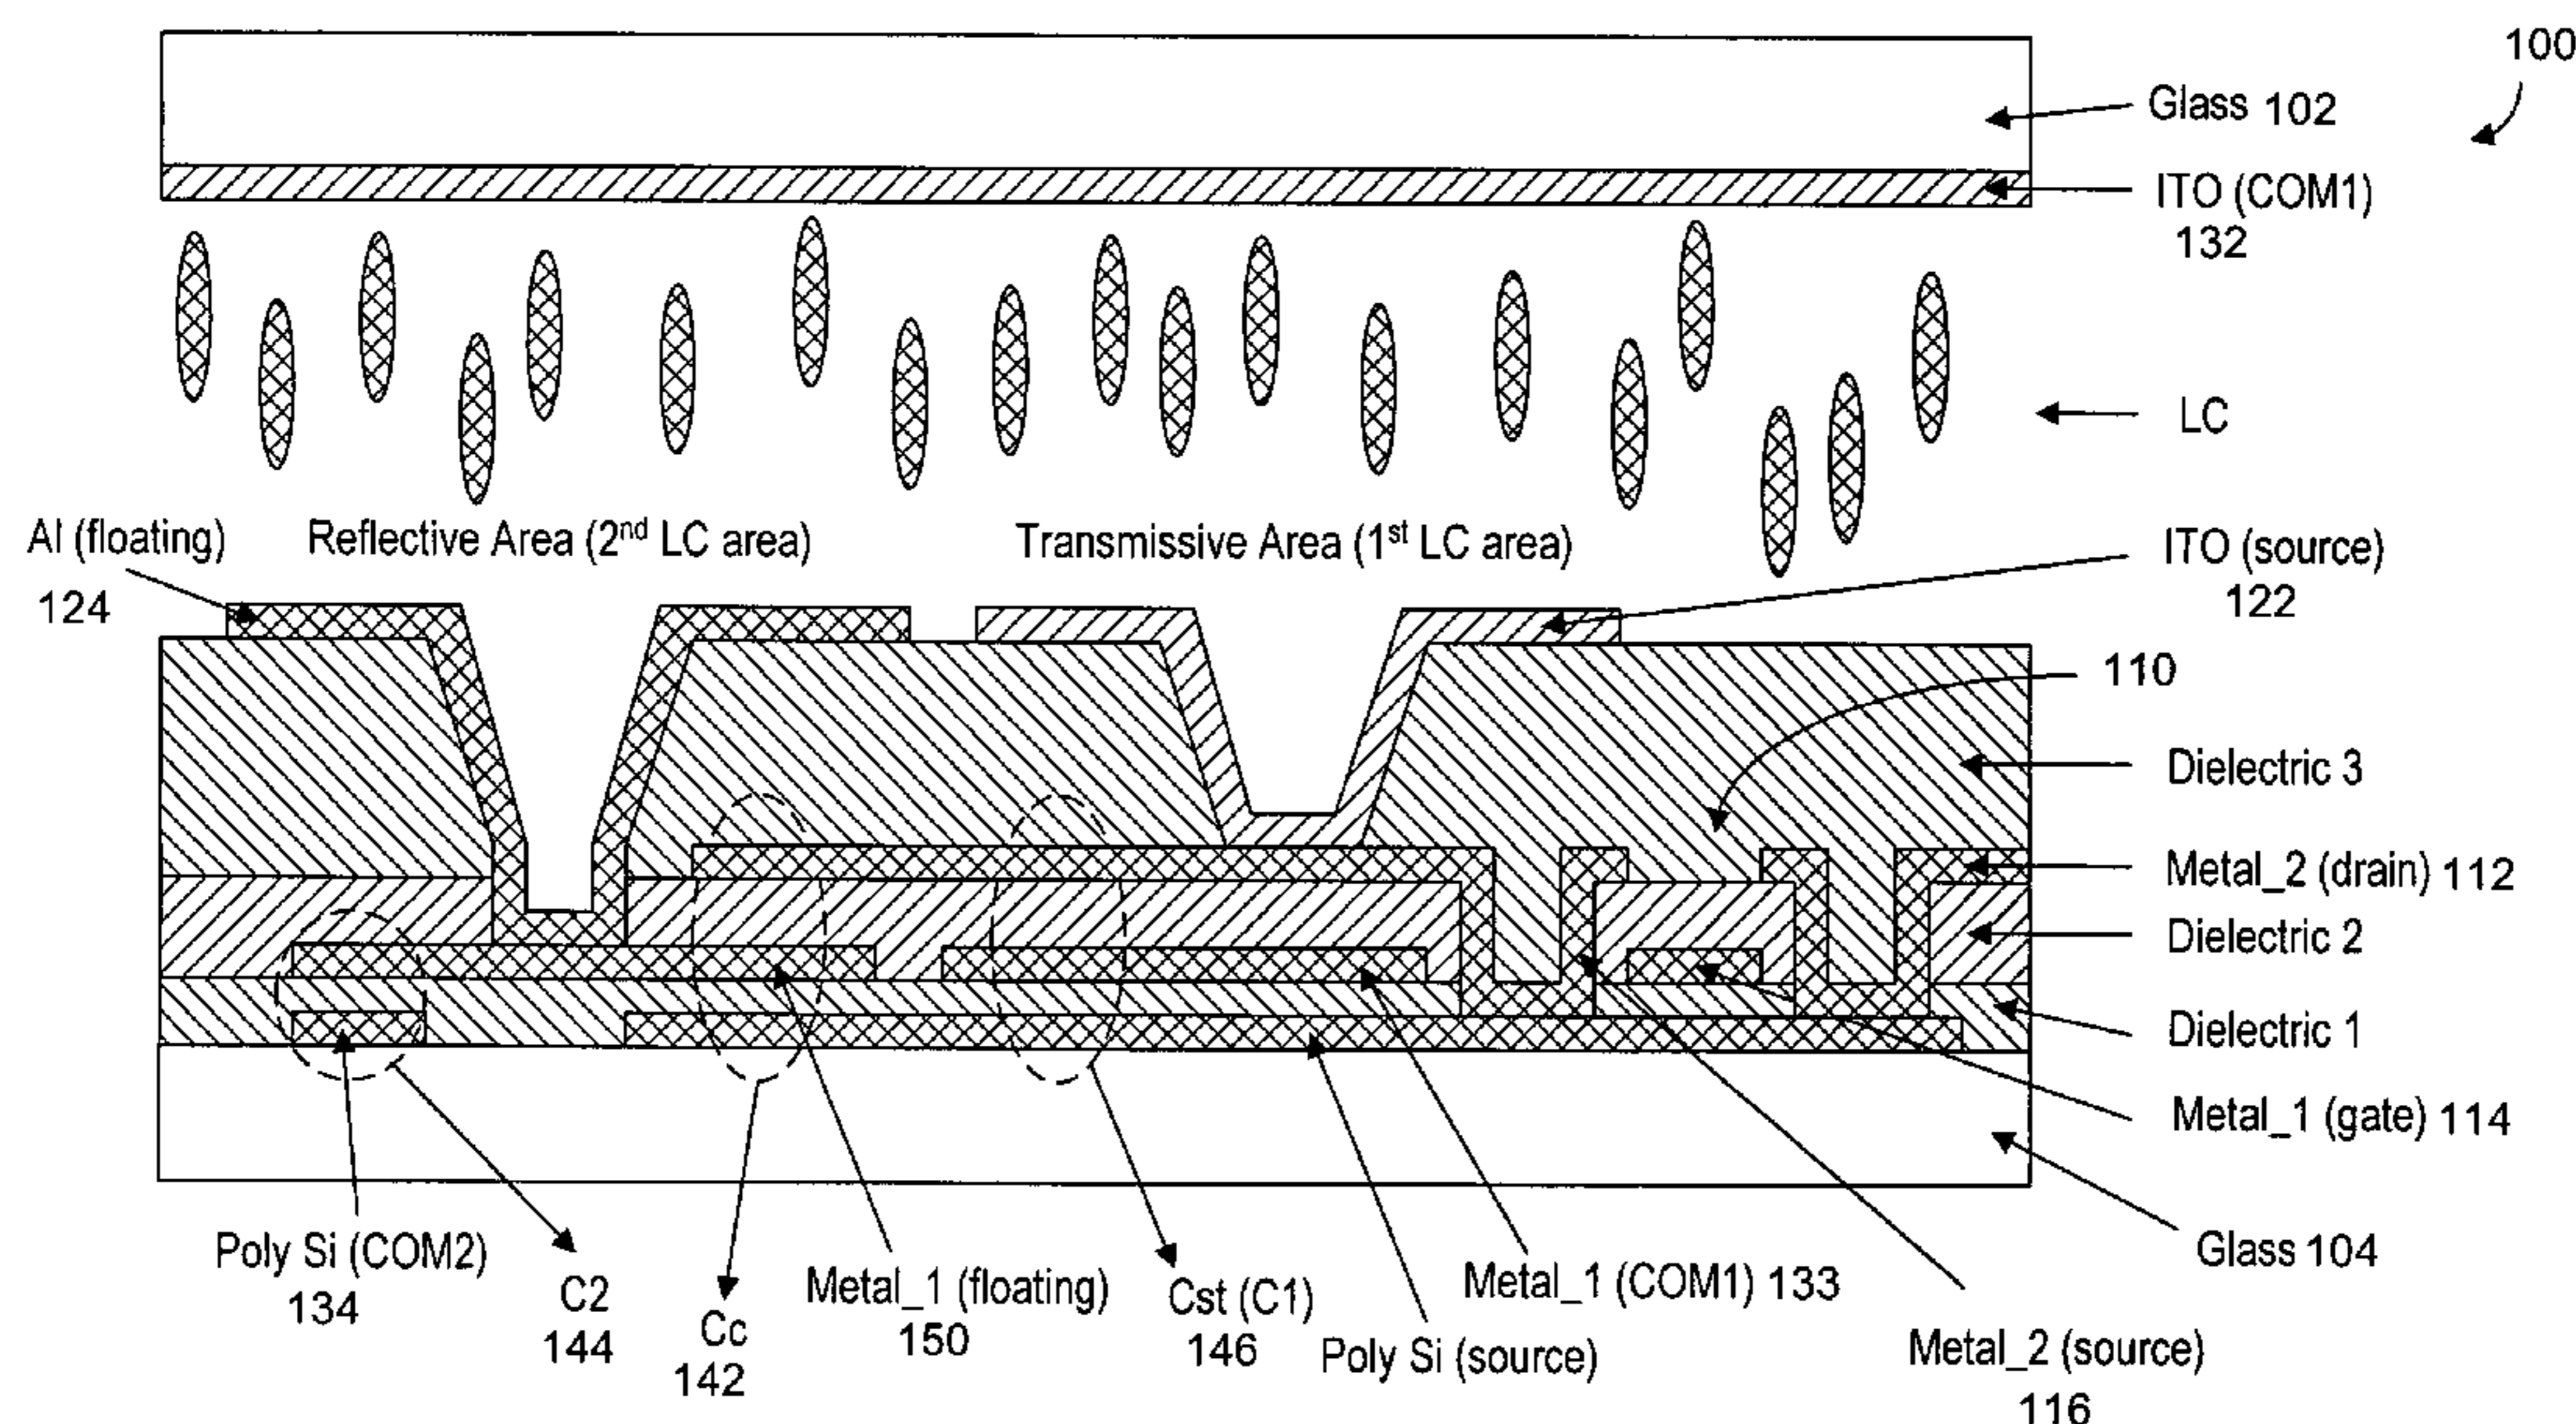 100
Glass 102
ITO (COM1)
132
LC
Al (floating)
124
Reflective Area (2nd LC area)
Transmissive Area (1st LC area)
ITO (source)
122
110
Dielectric 3
Metal_2 (drain) 112
Dielectric 2
Dielectric 1
Metal_1 (gate) 114
Glass 104
Poly Si (COM2)
134
C2
144
Cc
142
Metal_1 (floating)
150
Cst (C1)
146
Poly Si (source)
Metal_1 (COM1) 133
Metal_2 (source)
116